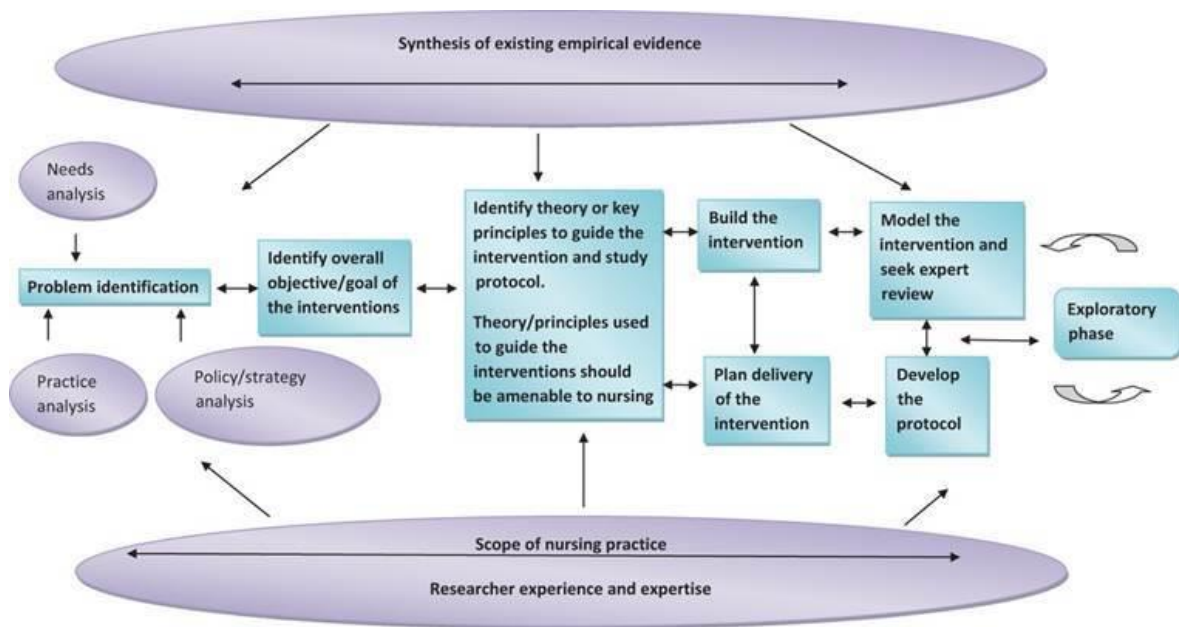 Synthesis of existing empirical evidence
Needs
analysis
Problem identification
Practice
analysis
Policy/strategy
analysis
Identify overall
objective/goal of
the interventions
Identify theory or key
principles to guide the
intervention and study
protocol.
Theory/principles used
to guide the
interventions should
be amenable to nursing
Build the
intervention
Plan delivery
of the
intervention
Model the
intervention and
seek expert
review
Develop
the
protocol
Exploratory
phase
Scope of nursing practice
Researcher experience and expertise